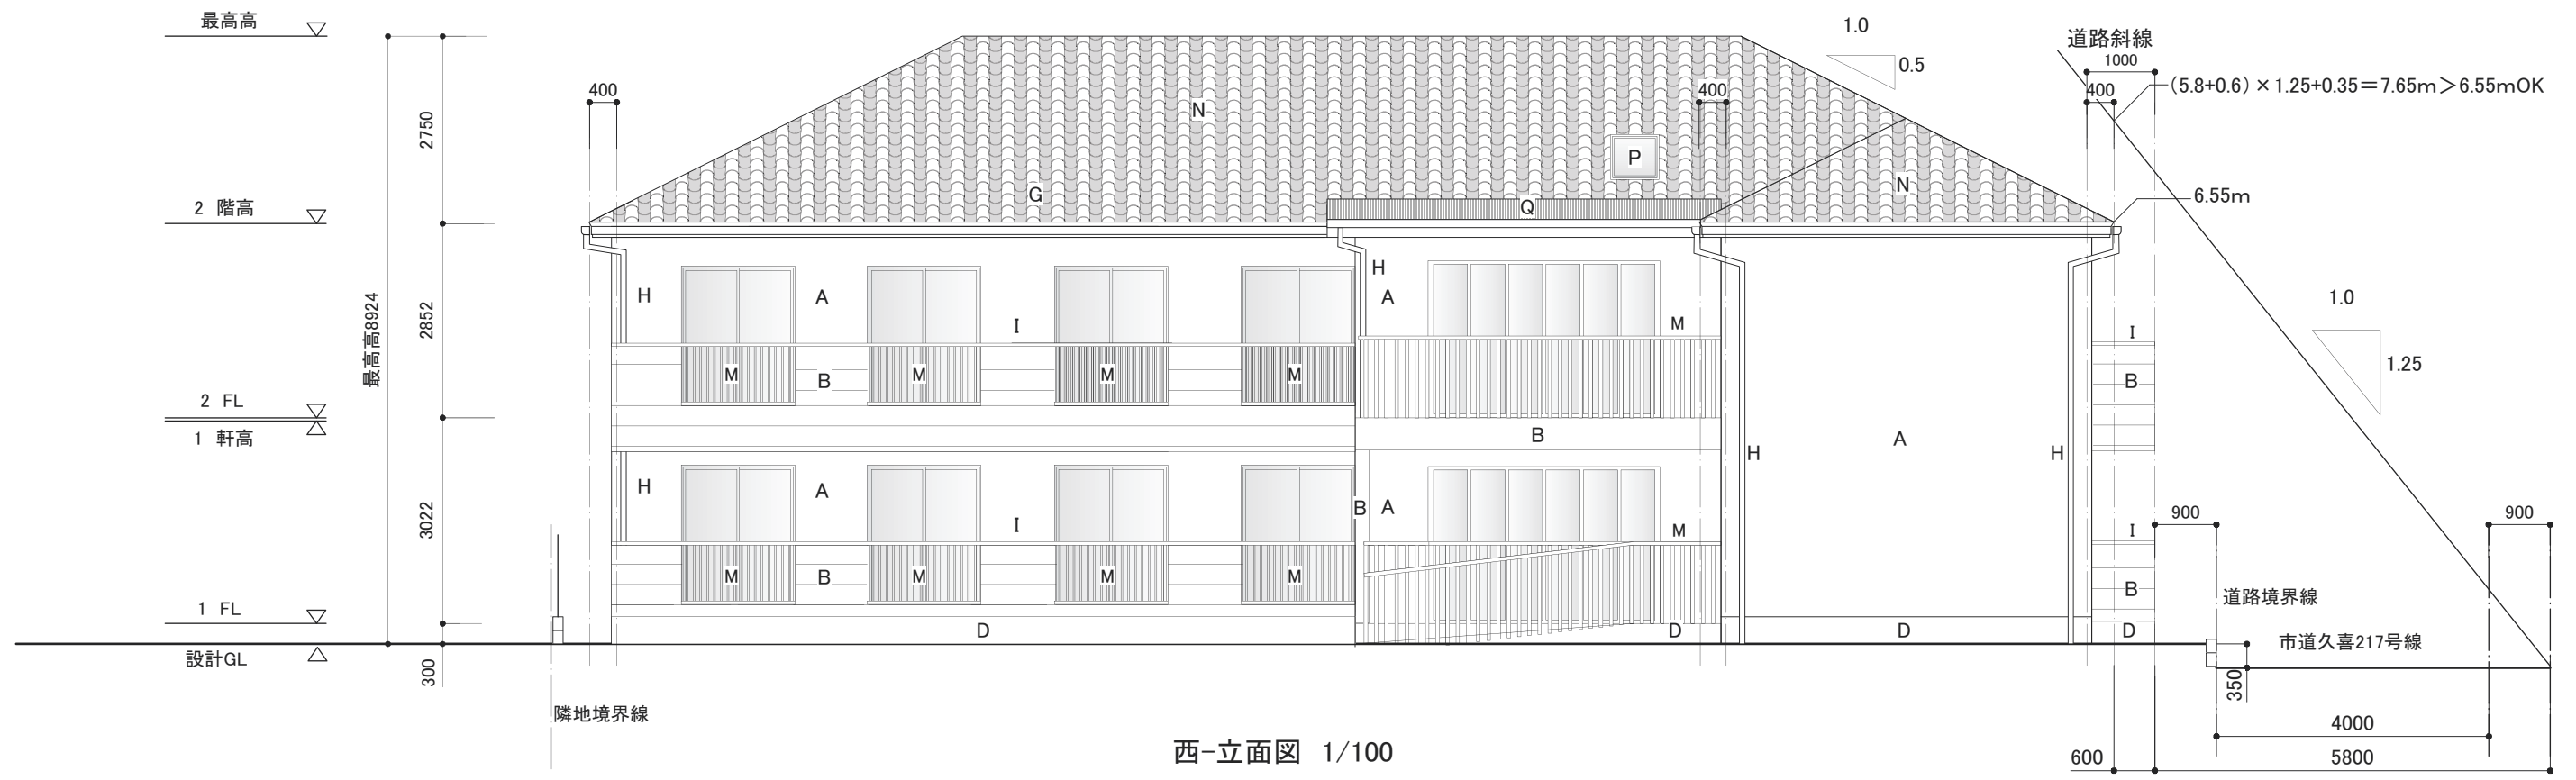 最高高
2 階高
2 FL
1 軒高
1 FL
設計GL
最高高8924
2750
2852
3022
300
400
N
G
P
Q
400
N
1.0
0.5
道路斜線
1000
400
(5.8+0.6)×1.25+0.35=7.65m>6.55mOK
6.55m
1.0
1.25
H
A
I
H
A
M
I
M
B
M
M
M
B
B
A
H
H
H
A
I
B
A
M
I
M
B
M
M
M
B
D
D
D
D
900
900
道路境界線
市道久喜217号線
350
隣地境界線
4000
600
5800
西-立面図 1/100